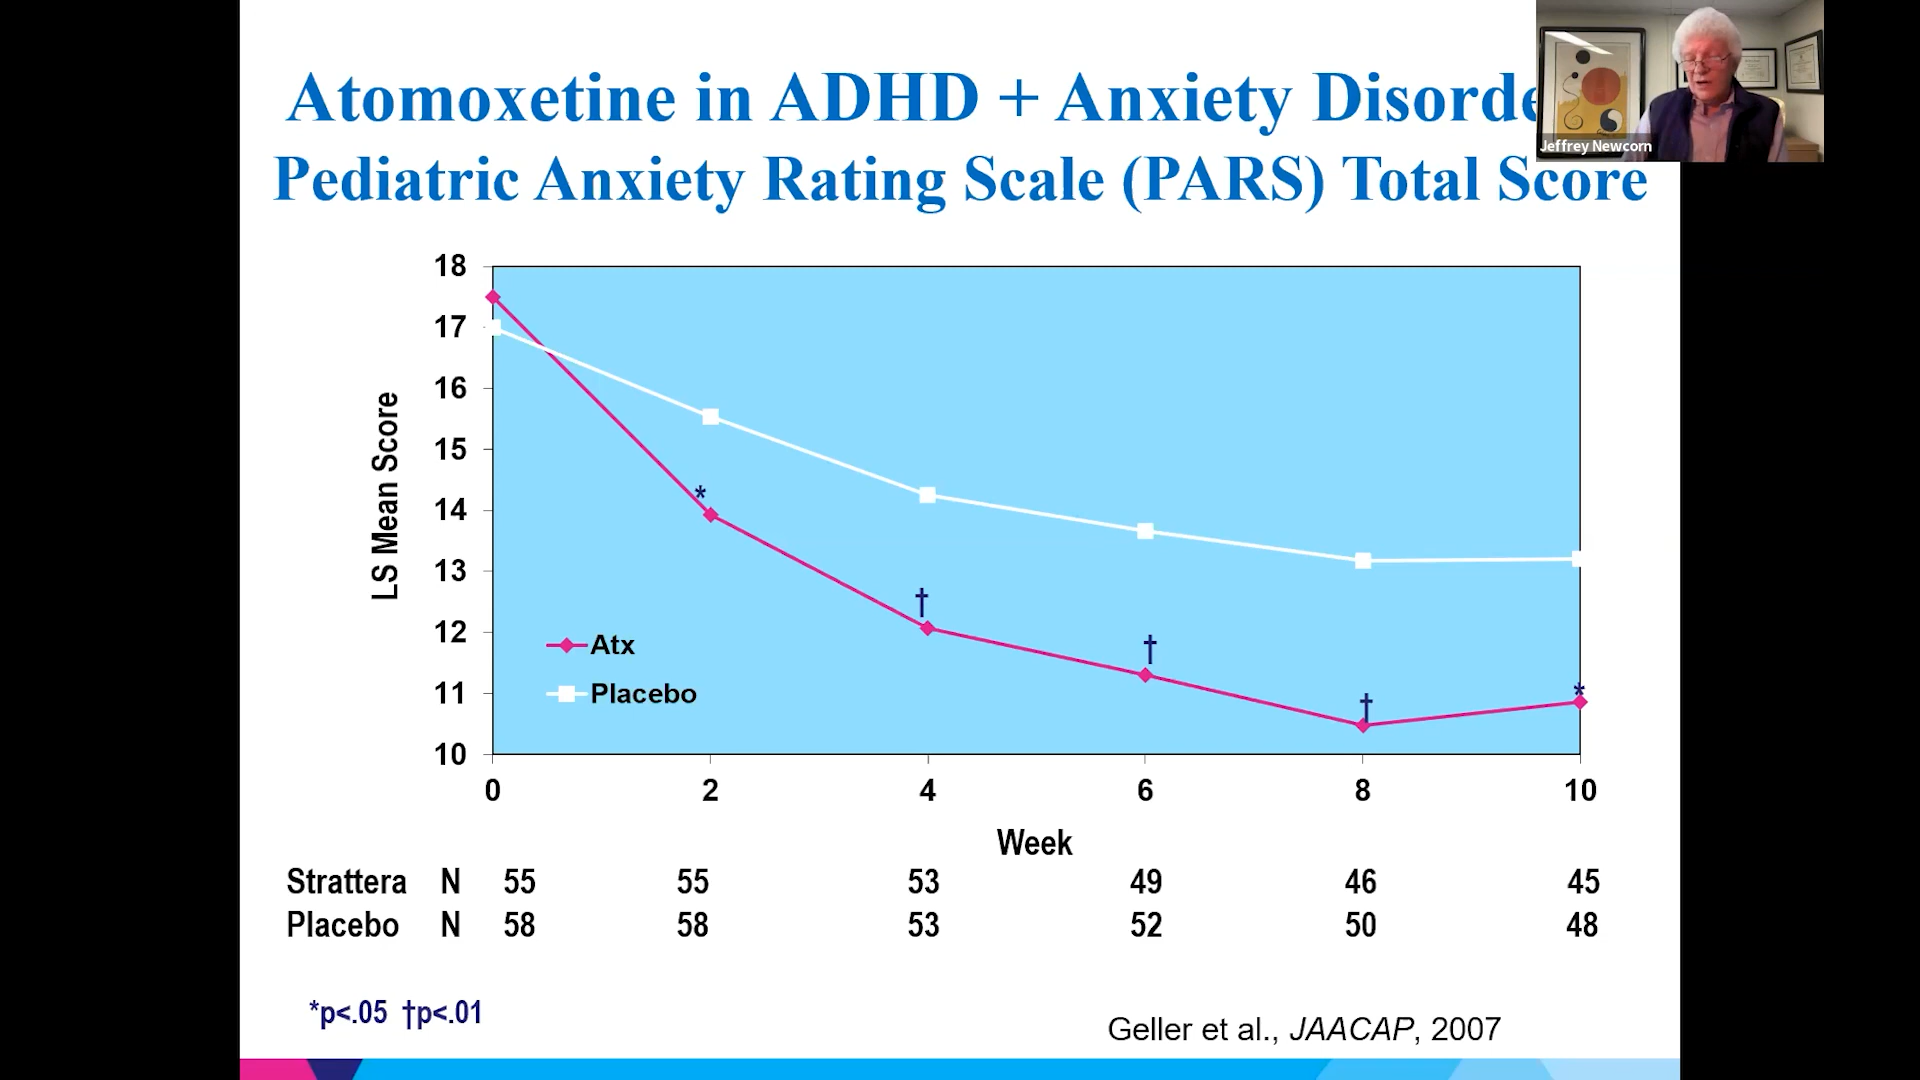 Atomoxetine in ADHD + Anxiety Disorde
Pediatric Anxiety Rating Scale (PARS) Total Score
Jeffrey Newcorn
LS Mean Score
18
17
16
15
14
13
12
11
10
*
†
†
†
*
Atx
Placebo
0 2 4 6 8 10
Week
Strattera N 55 55 53 49 46 45
Placebo N 58 58 53 52 50 48
*p<.05 †p<.01
Geller et al., JAACAP, 2007